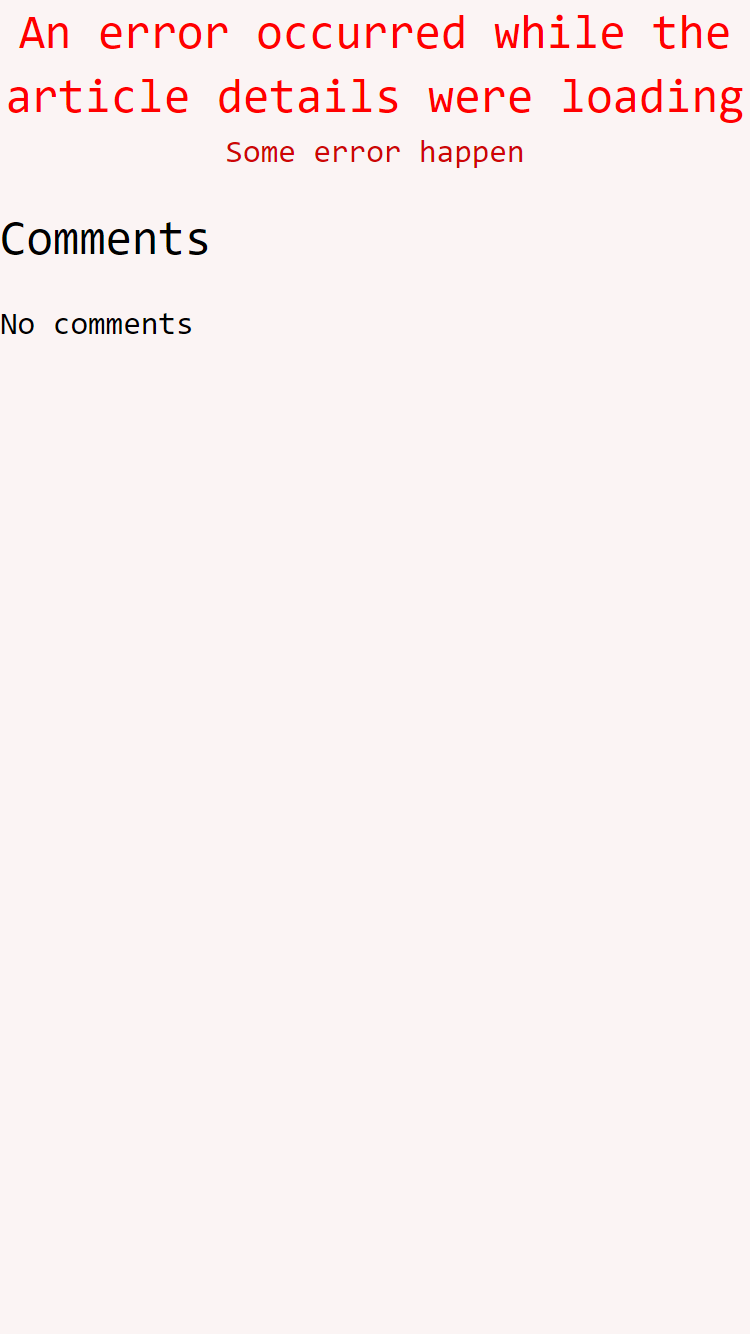 An error occurred while the
article details were loading
Some error happen
Comments
No comments